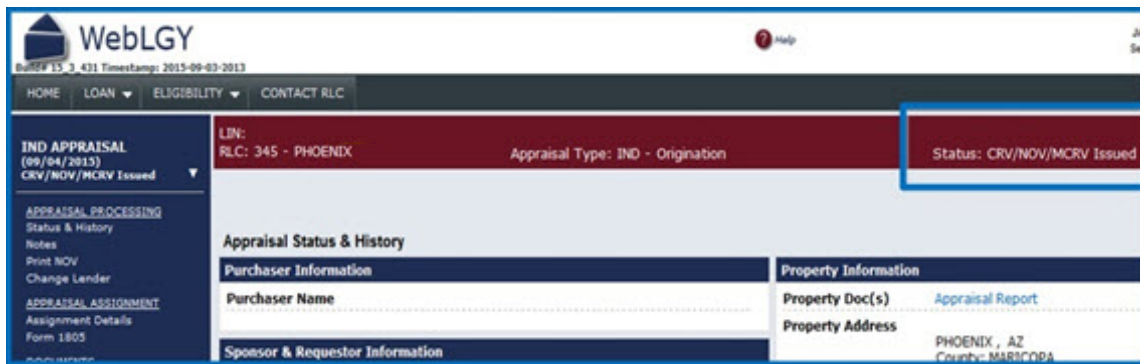 WebLGY
Build# 15_3_431 Timestamp: 2015-09-03-2013
Help
HOME LOAN ELIGIBILITY CONTACT RLC
IND APPRAISAL
(09/04/2015)
CRV/NOV/MCRV Issued
APPRAISAL PROCESSING
Status & History
Notes
Print NOV
Change Lender
APPRAISAL ASSIGNMENT
Assignment Details
Form 1805
DOCUMENTS
LIN:
RLC: 345 - PHOENIX
Appraisal Type: IND - Origination
Status: CRV/NOV/MCRV Issued
Appraisal Status & History
Purchaser Information
Purchaser Name
Sponsor & Requestor Information
Property Information
Property Doc(s) Appraisal Report
Property Address
PHOENIX , AZ
County: MARICOPA